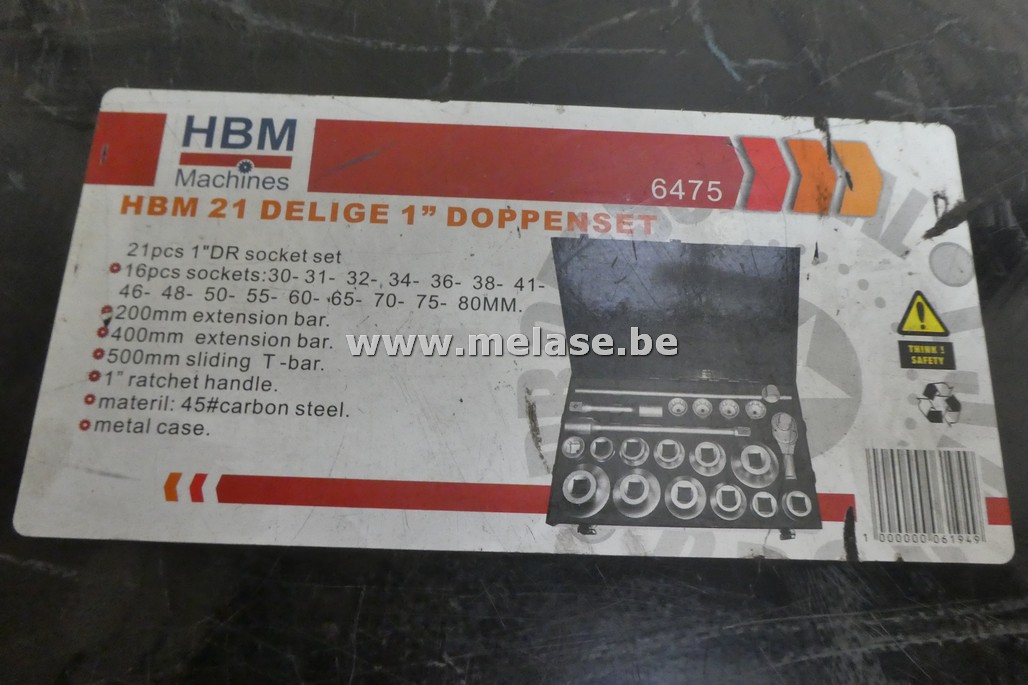 HBM
Machines
6475
HBM 21 DELIGE 1” DOPPENSET
21pcs 1"DR socket set
16pcs sockets:30- 31- 32-, 34- 36- 38- 41-
46- 48- 50- 55- 60- 65- 70- 75- 80MM.
200mm extension bar.
400mm extension bar.
500mm sliding T-bar.
1” ratchet handle.
materil: 45#carbon steel.
metal case.
www.melase.be
THINK !
SAFETY
1 000000 061949